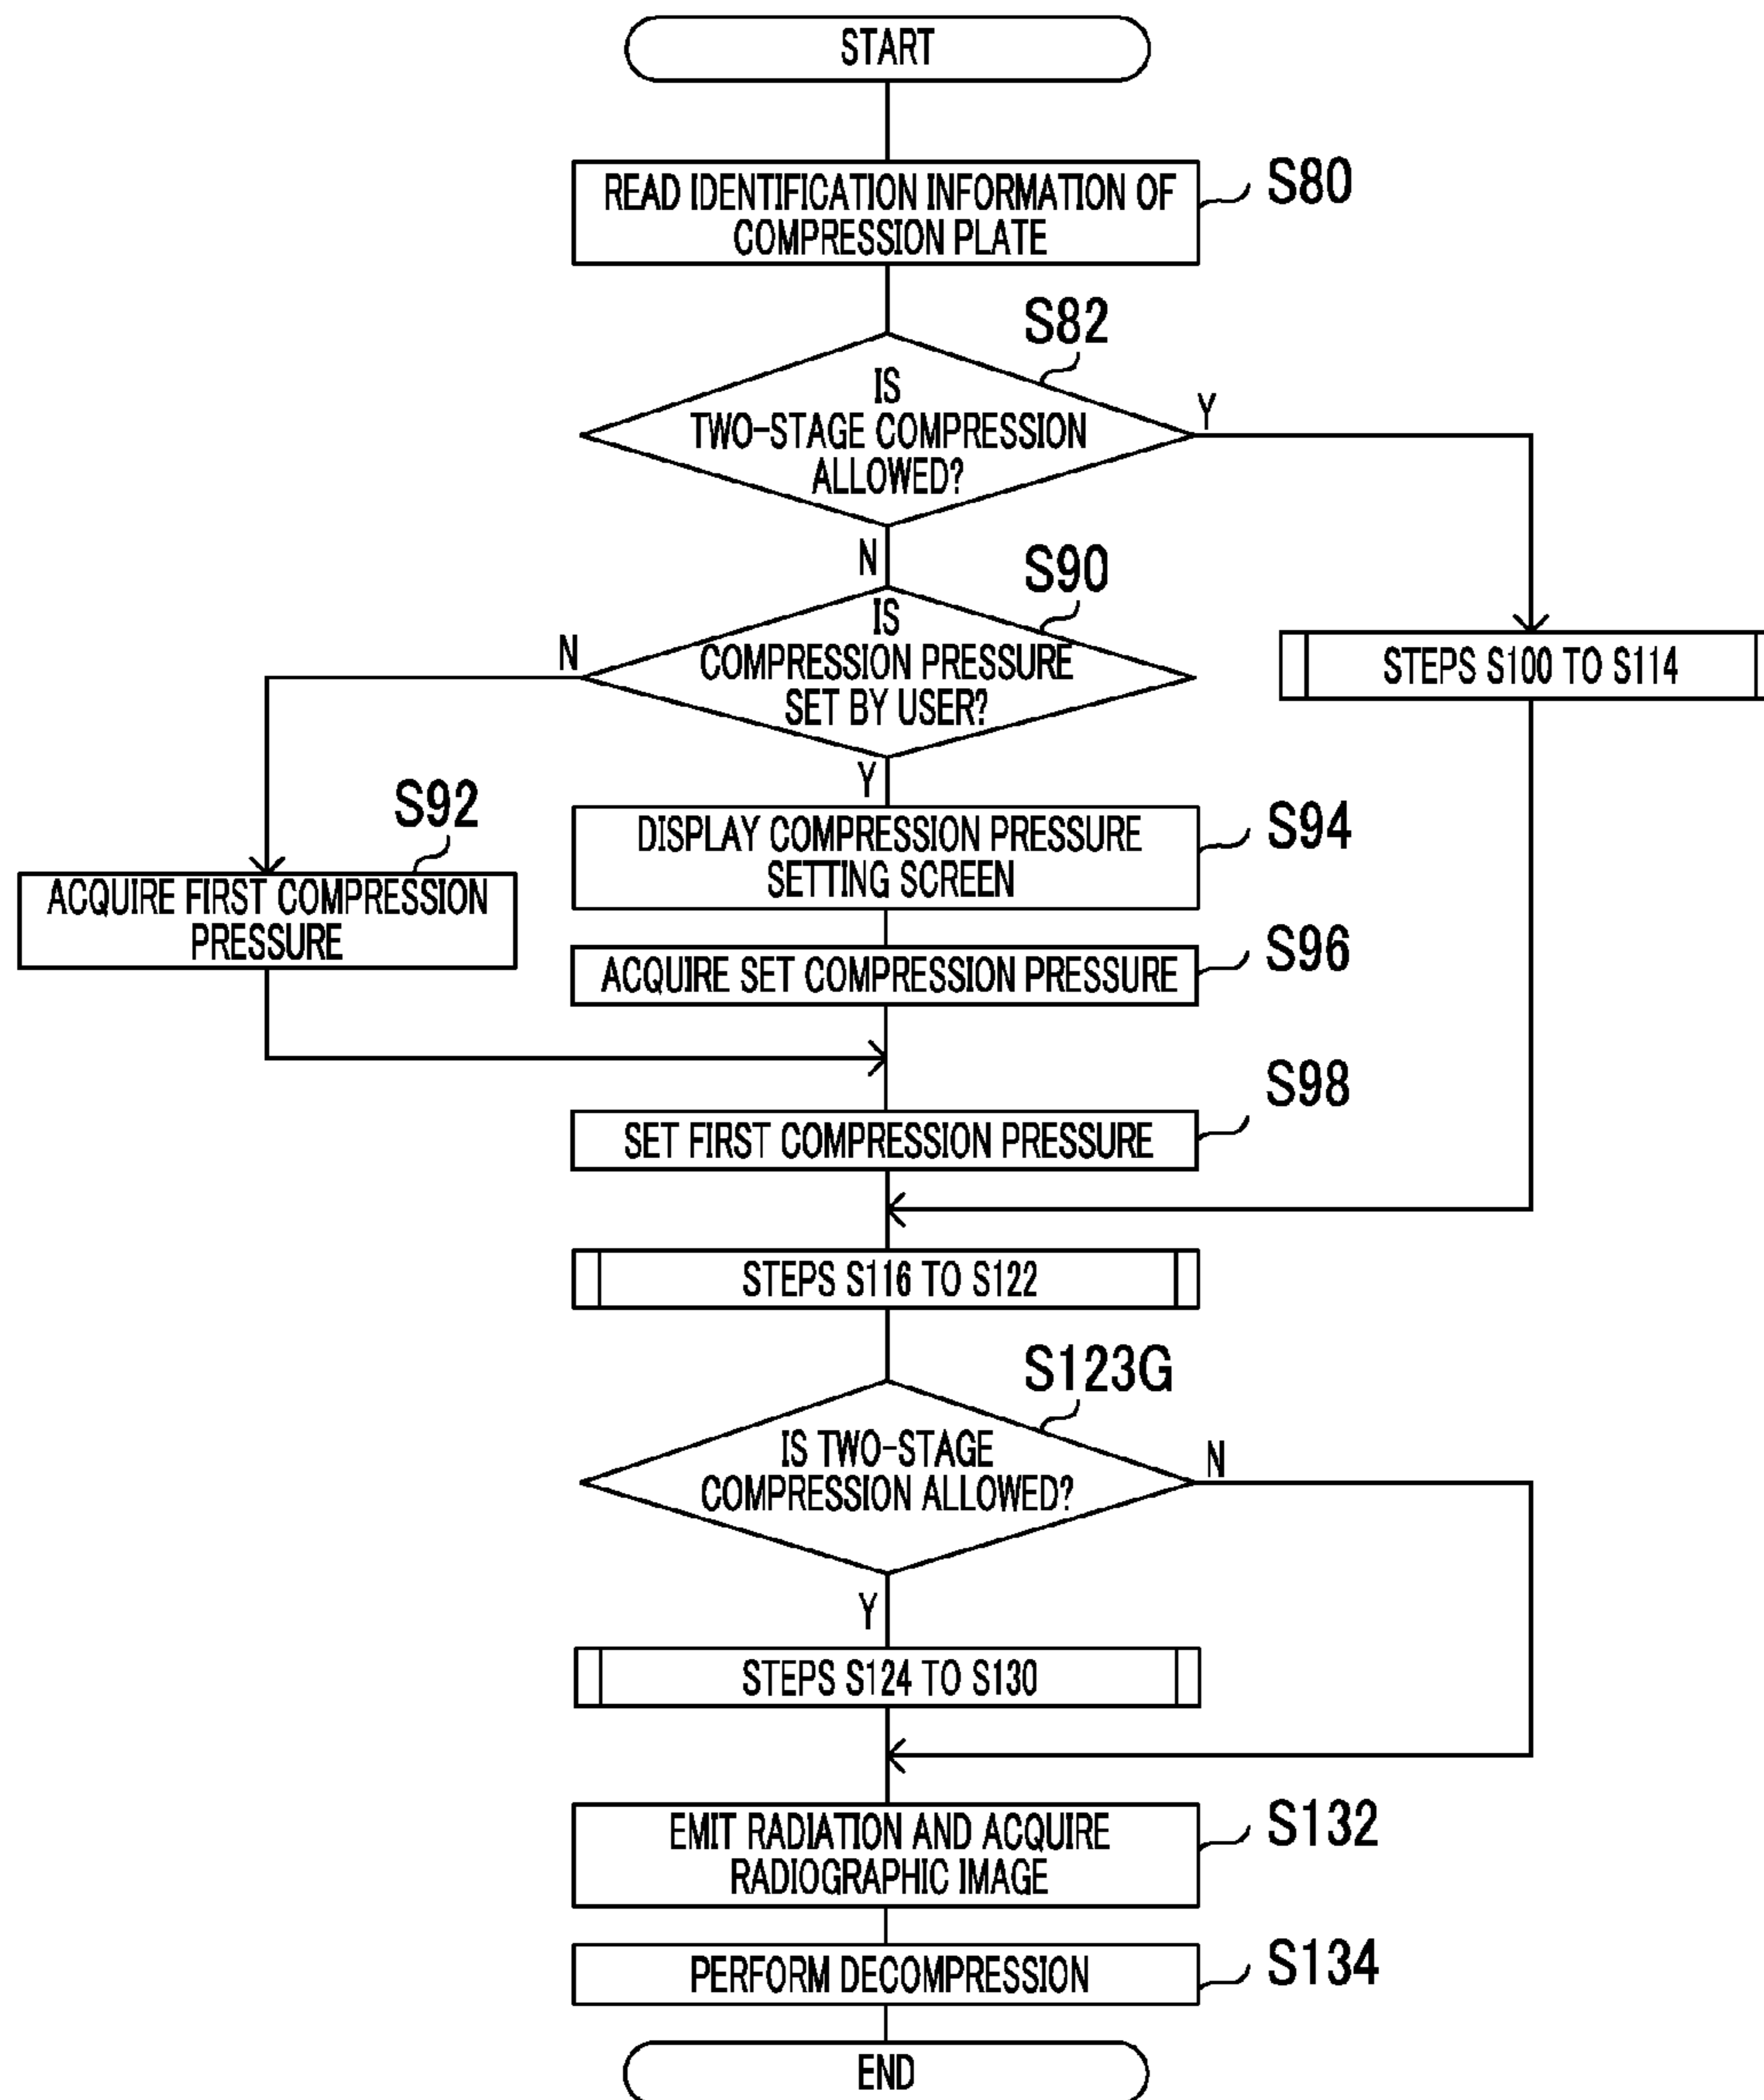 START
READ IDENTIFICATION INFORMATION OF
COMPRESSION PLATE
S80
S82
IS
TWO-STAGE COMPRESSION
ALLOWED?
Y
N
S90
IS
COMPRESSION PRESSURE
SET BY USER?
N
Y
STEPS S100 TO S114
S92
ACQUIRE FIRST COMPRESSION
PRESSURE
DISPLAY COMPRESSION PRESSURE
SETTING SCREEN
S94
ACQUIRE SET COMPRESSION PRESSURE
S96
SET FIRST COMPRESSION PRESSURE
S98
STEPS S116 TO S122
S123G
IS TWO-STAGE
COMPRESSION ALLOWED?
N
Y
STEPS S124 TO S130
EMIT RADIATION AND ACQUIRE
RADIOGRAPHIC IMAGE
S132
PERFORM DECOMPRESSION
S134
END